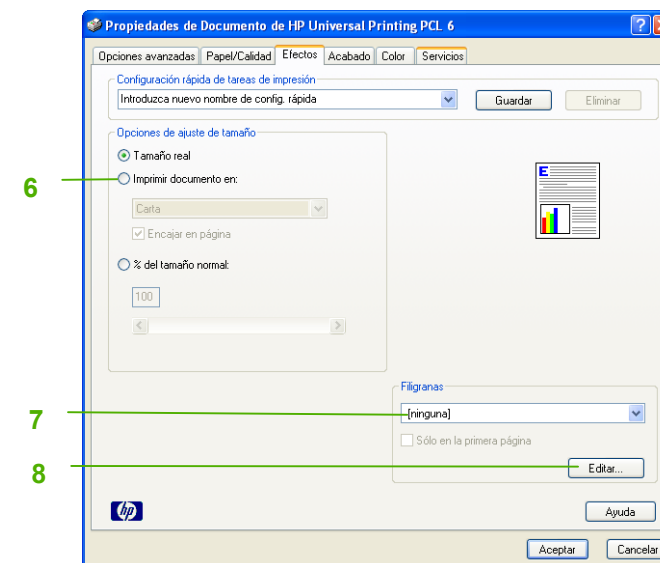 Propiedades de Documento de HP Universal Printing PCL 6
Opciones avanzadas Papel/Calidad Efectos Acabado Color Servicios
Configuración rápida de tareas de impresión
Introduzca nuevo nombre de config. rápida Guardar Eliminar
Opciones de ajuste de tamaño
Tamaño real
6 Imprimir documento en:
Carta
Encajar en página
% del tamaño normal:
100
E
Filigranas
7 [ninguna]
Sólo en la primera página
8 Editar...
hp Ayuda
Aceptar Cancelar